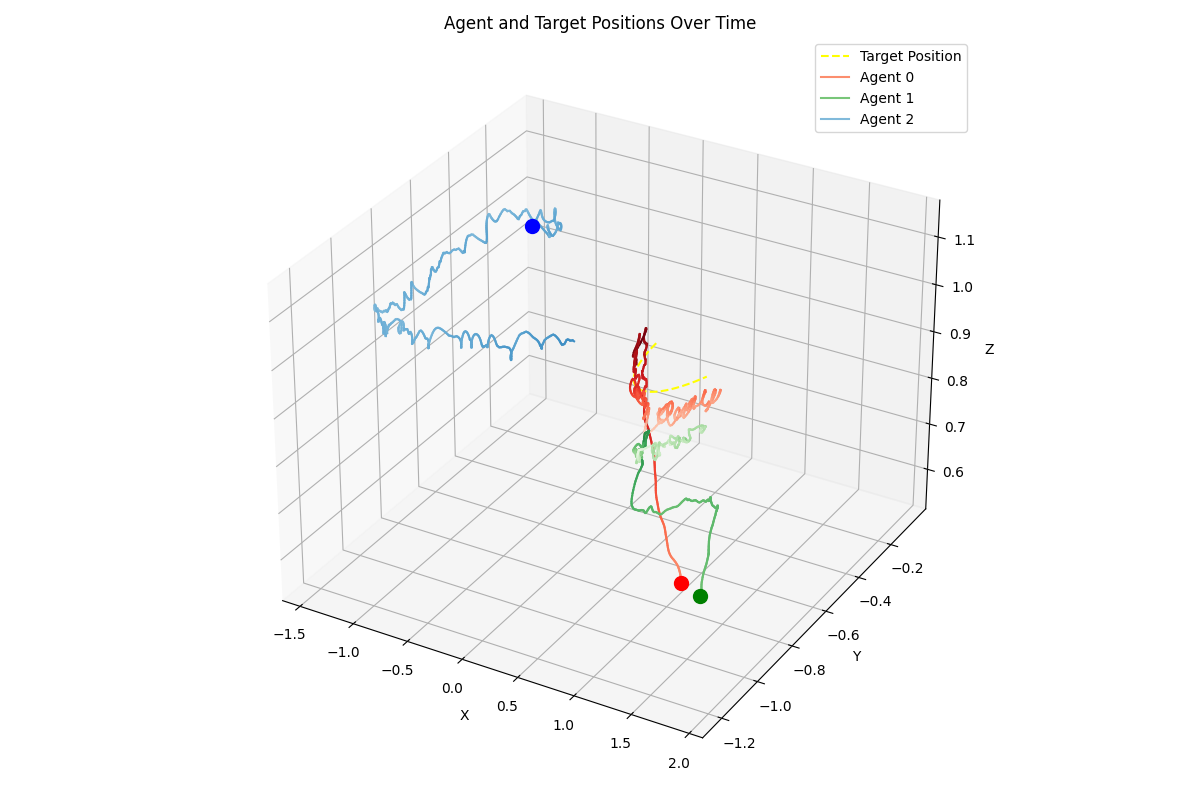 Agent and Target Positions Over Time
Target Position
Agent 0
Agent 1
Agent 2
1.1
1.0
0.9
0.8
0.7
0.6
Z
−0.2
−0.4
−0.6
−0.8
−1.0
−1.2
Y
−1.5
−1.0
−0.5
0.0
0.5
1.0
1.5
2.0
X